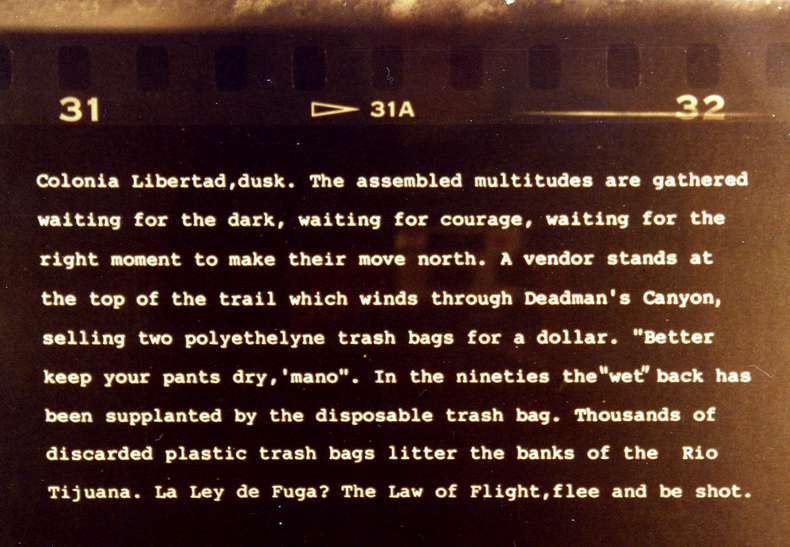 31 ▷ 31A 32
Colonia Libertad,dusk. The assembled multitudes are gathered
waiting for the dark, waiting for courage, waiting for the
right moment to make their move north. A vendor stands at
the top of the trail which winds through Deadman's Canyon,
selling two polyethelyne trash bags for a dollar. "Better
keep your pants dry,'mano". In the nineties the"wet" back has
been supplanted by the disposable trash bag. Thousands of
discarded plastic trash bags litter the banks of the  Rio
Tijuana. La Ley de Fuga? The Law of Flight,flee and be shot.